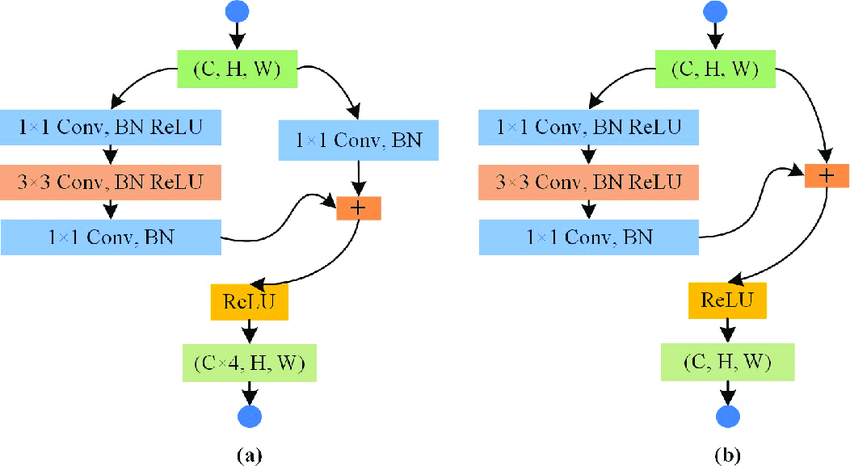 (C, H, W)
1×1 Conv, BN ReLU
1×1 Conv, BN
3×3 Conv, BN ReLU
+
1×1 Conv, BN
ReLU
(C×4, H, W)
(a)
(C, H, W)
1×1 Conv, BN ReLU
3×3 Conv, BN ReLU
+
1×1 Conv, BN
ReLU
(C, H, W)
(b)